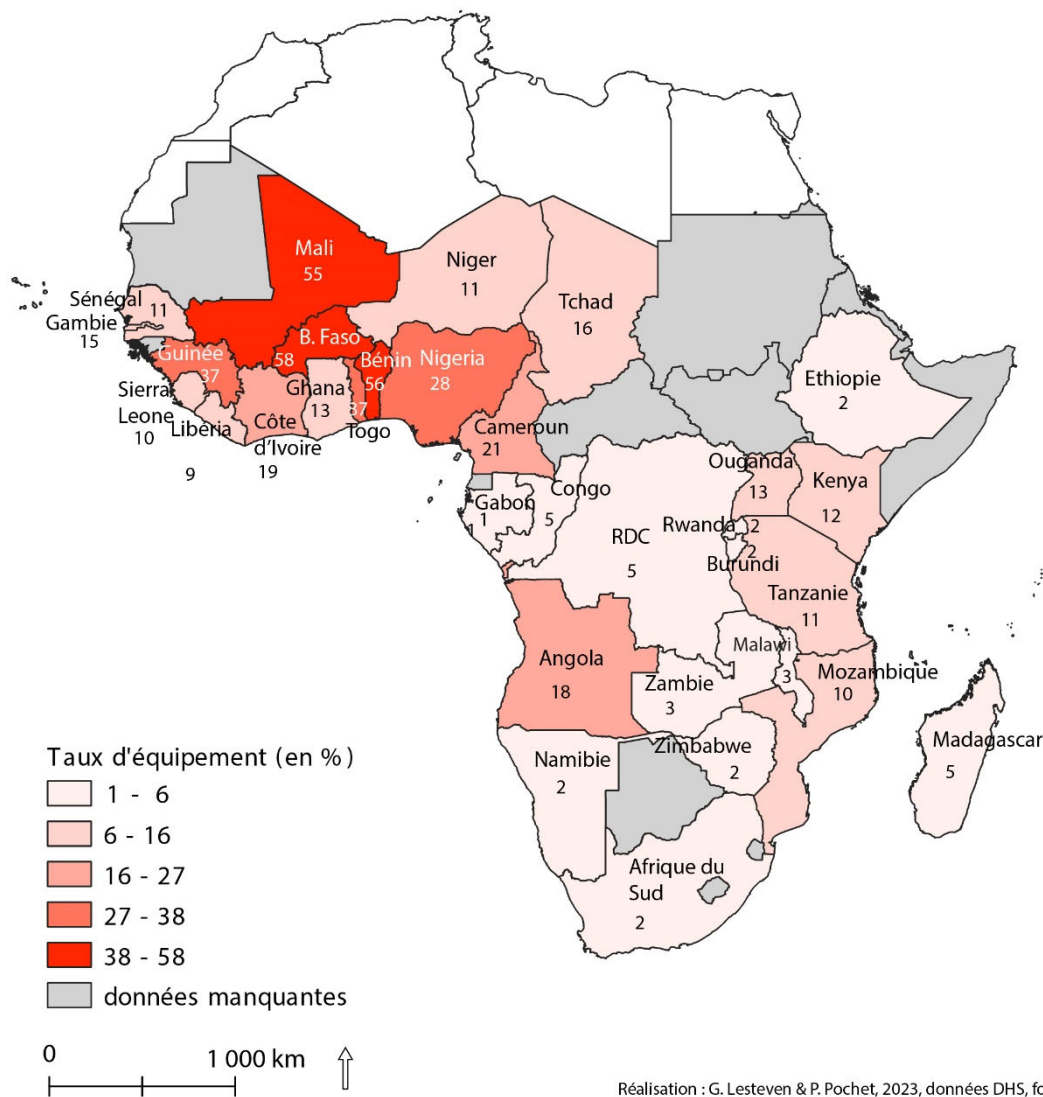 Mali
55
Niger
11
Tchad
16
Sénégal
11
Gambie
15
Guinée
37
B. Faso
58
Bénin
56
Nigeria
28
Ethiopie
2
Sierra
Leone
10
Libéria
9
Côte
d'Ivoire
19
Ghana
13
37
Togo
Cameroun
21
Ouganda
13
Kenya
12
Gabon
1
Congo
5
RDC
5
Rwanda
2
2
Burundi
Tanzanie
11
Angola
18
Malawi
3
Zambie
3
Mozambique
10
Namibie
2
Zimbabwe
2
Madagascar
5
Afrique du
Sud
2
Taux d'équipement (en %)
1 - 6
6 - 16
16 - 27
27 - 38
38 - 58
données manquantes
0
1 000 km
Réalisation : G. Lesteven & P. Pochet, 2023, données DHS, fo